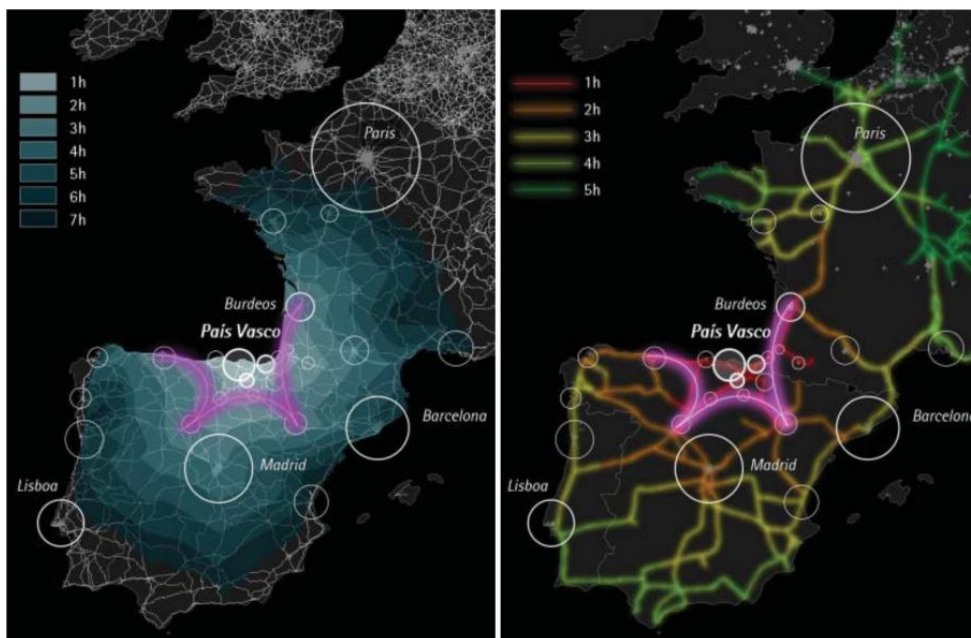 1h
2h
3h
4h
5h
6h
7h
Paris
Burdeos
País Vasco
Barcelona
Madrid
Lisboa
1h
2h
3h
4h
5h
Paris
Burdeos
País Vasco
Barcelona
Madrid
Lisboa